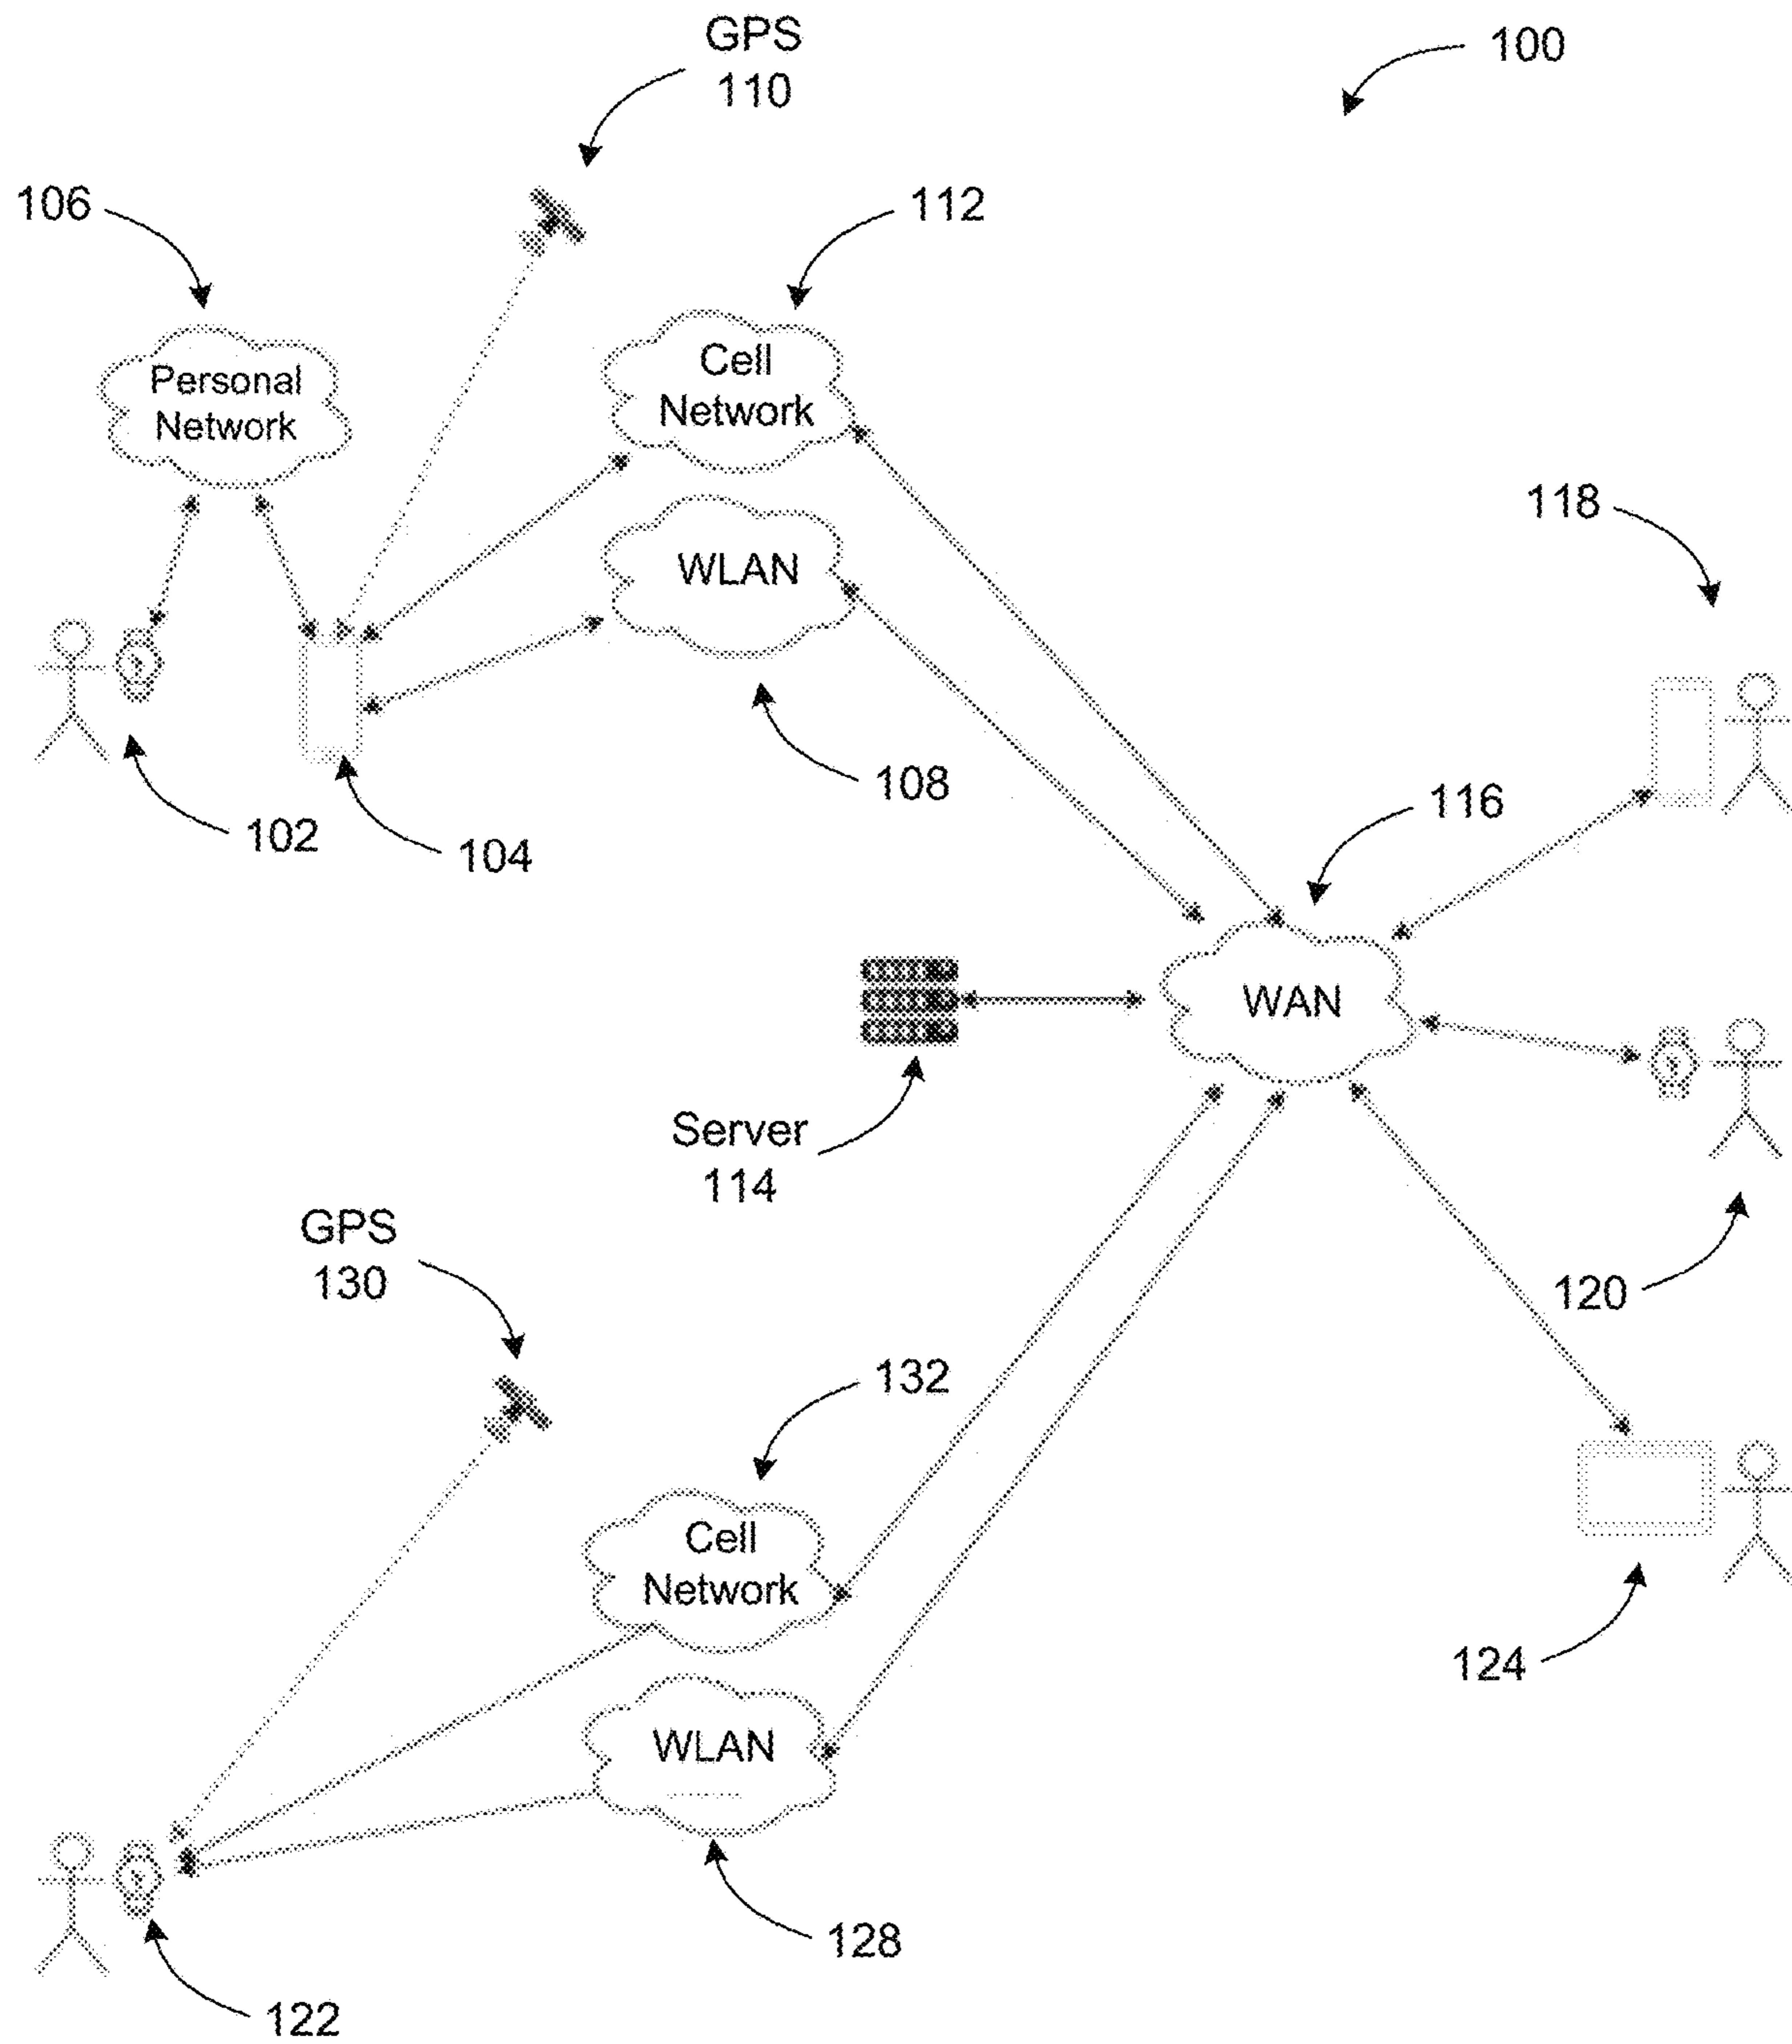 GPS
110
100
106
112
Personal
Network
Cell
Network
118
WLAN
108
116
102
104
WAN
Server
114
GPS
130
120
132
Cell
Network
124
WLAN
128
122